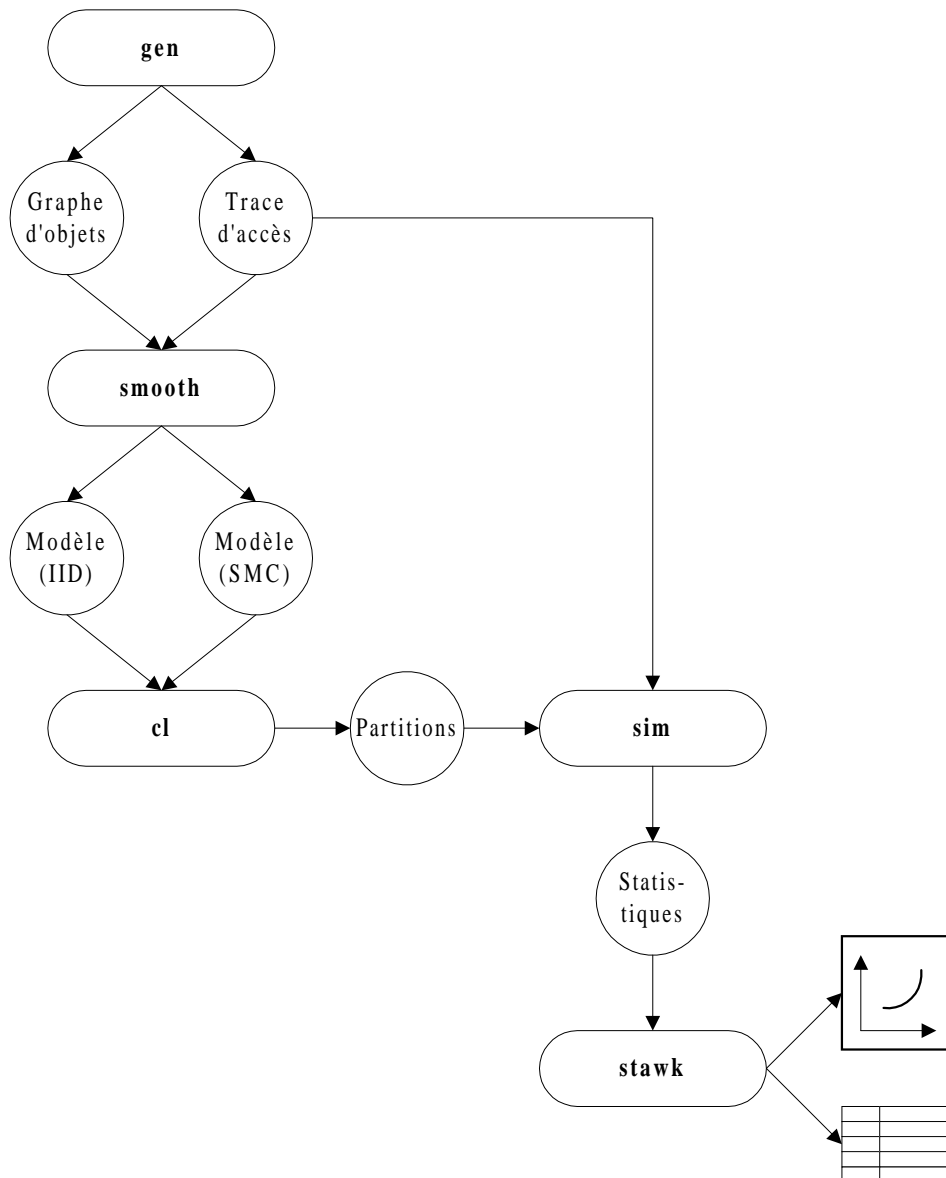 gen
Graphe
d'objets
Trace
d'accès
smooth
Modèle
(IID)
Modèle
(SMC)
cl
Partitions
sim
Statis-
tiques
stawk